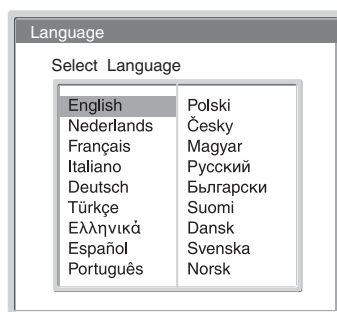 Language
Select Language
English
Nederlands
Français
Italiano
Deutsch
Türkçe
Ελληνικά
Español
Português
Polski
Česky
Magyar
Русский
Бьлгарски
Suomi
Dansk
Svenska
Norsk